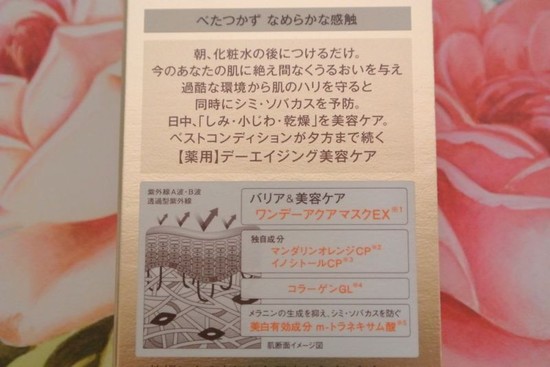 べたつかず なめらかな感触
朝、化粧水の後につけるだけ。
今のあなたの肌に絶え間なくうるおいを与え
過酷な環境から肌のハリを守ると
同時にシミ・ソバカスを予防。
日中、「しみ・小じわ・乾燥」を美容ケア。
ベストコンディションが夕方まで続く
【薬用】デーエイジング美容ケア
紫外線A波・B波
透過型紫外線
バリア&美容ケア
ワンデーアクアマスクEX※1
独自成分
マンダリンオレンジCP※2
イノシトールCP※3
コラーゲンGL※4
メラニンの生成を抑え、シミ・ソバカスを防ぐ
美白有効成分 m-トラネキサム酸※5
肌断面イメージ図